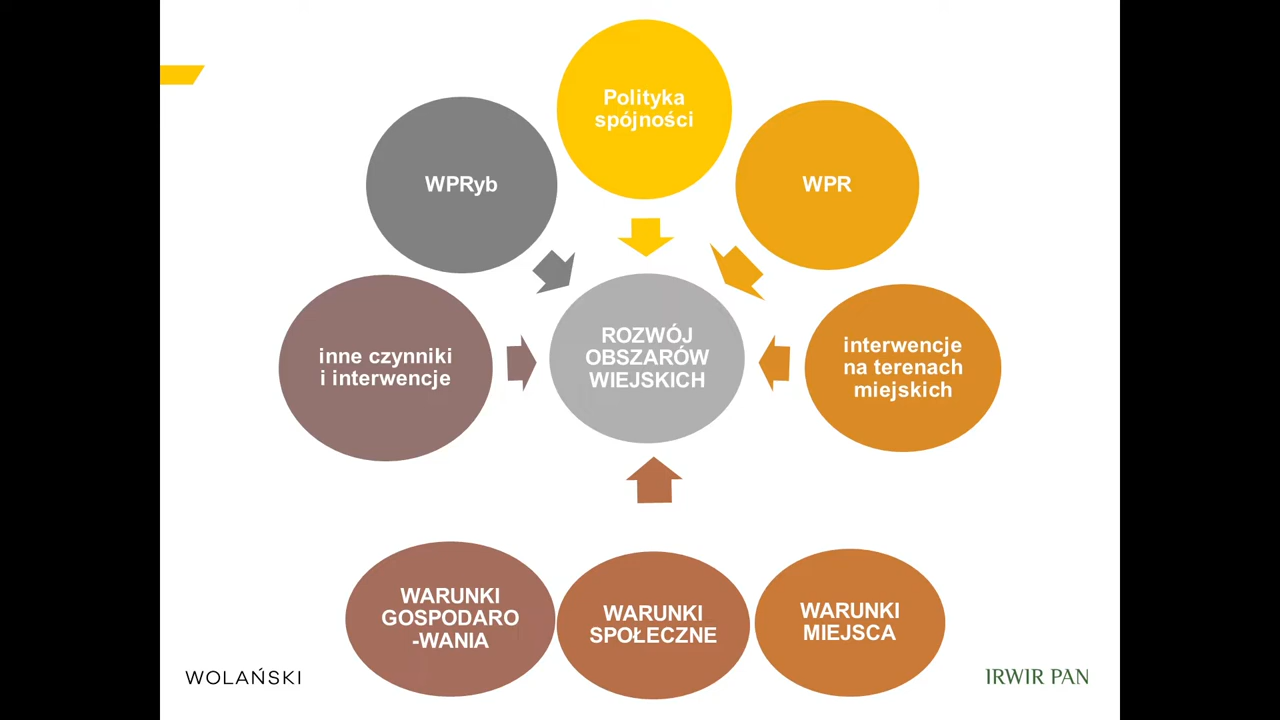 Polityka
spójności
WPRyb
WPR
inne czynniki
i interwencje
ROZWÓJ
OBSZARÓW
WIEJSKICH
interwencje
na terenach
miejskich
WARUNKI
GOSPODARO
-WANIA
WARUNKI
SPOŁECZNE
WARUNKI
MIEJSCA
WOLAŃSKI
IRWIR PAN